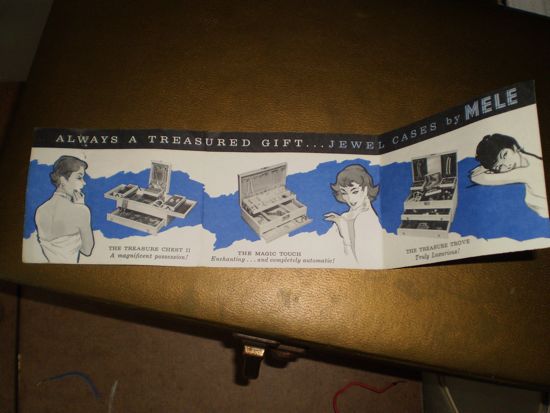 ALWAYS A TREASURED GIFT... JEWEL CASES by MELE
THE TREASURE CHEST II
A magnificent possession!
THE MAGIC TOUCH
Enchanting... and completely automatic!
THE TREASURE TROVE
Truly Luxurious!